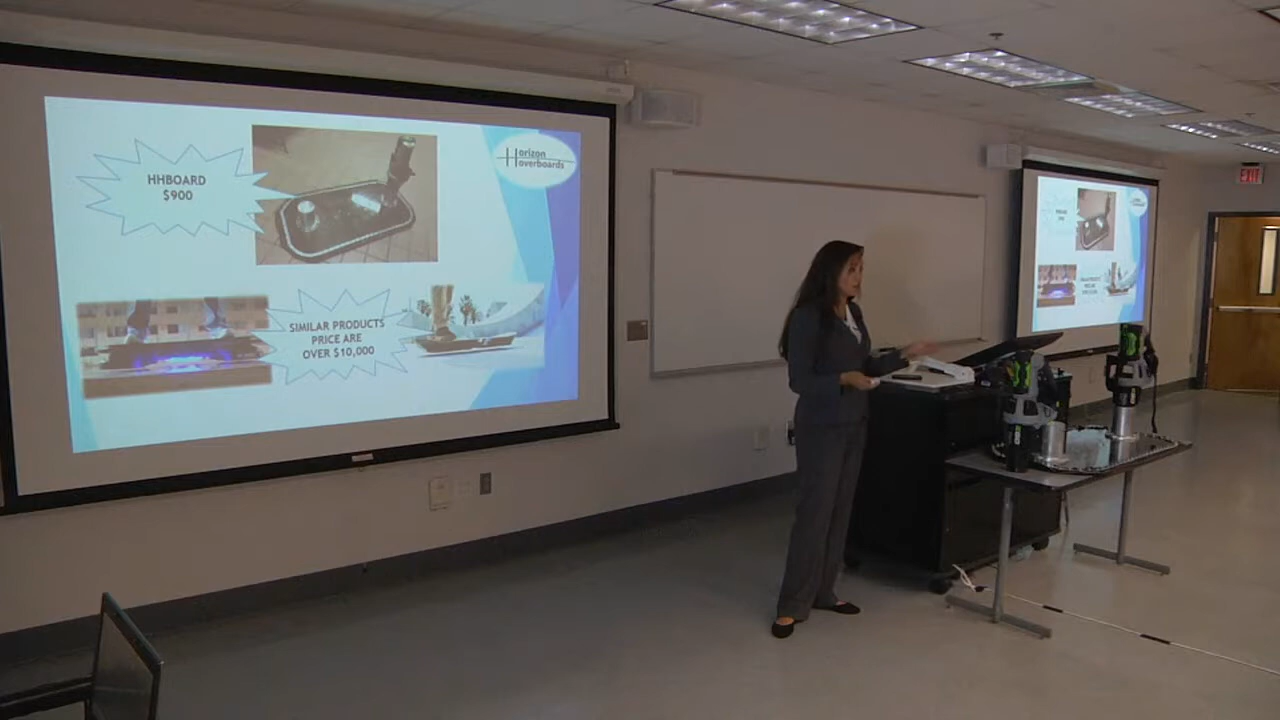 HHBOARD
$900
Horizon
Hoverboards
SIMILAR PRODUCTS
PRICE ARE
OVER $10,000
EXIT